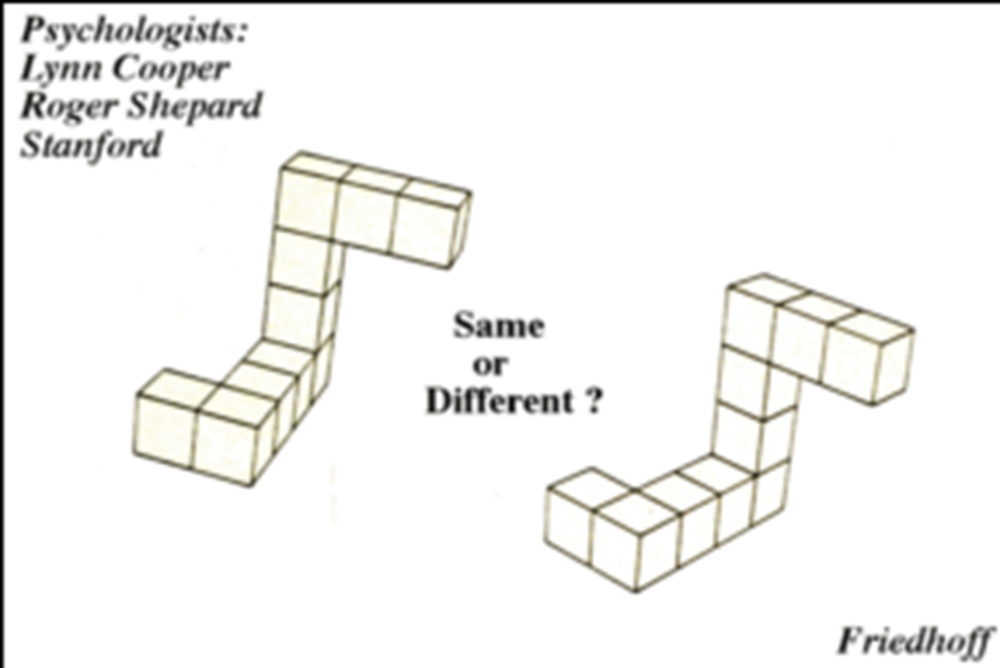 Psychologists:
Lynn Cooper
Roger Shepard
Stanford
Same
or
Different ?
Friedhoff